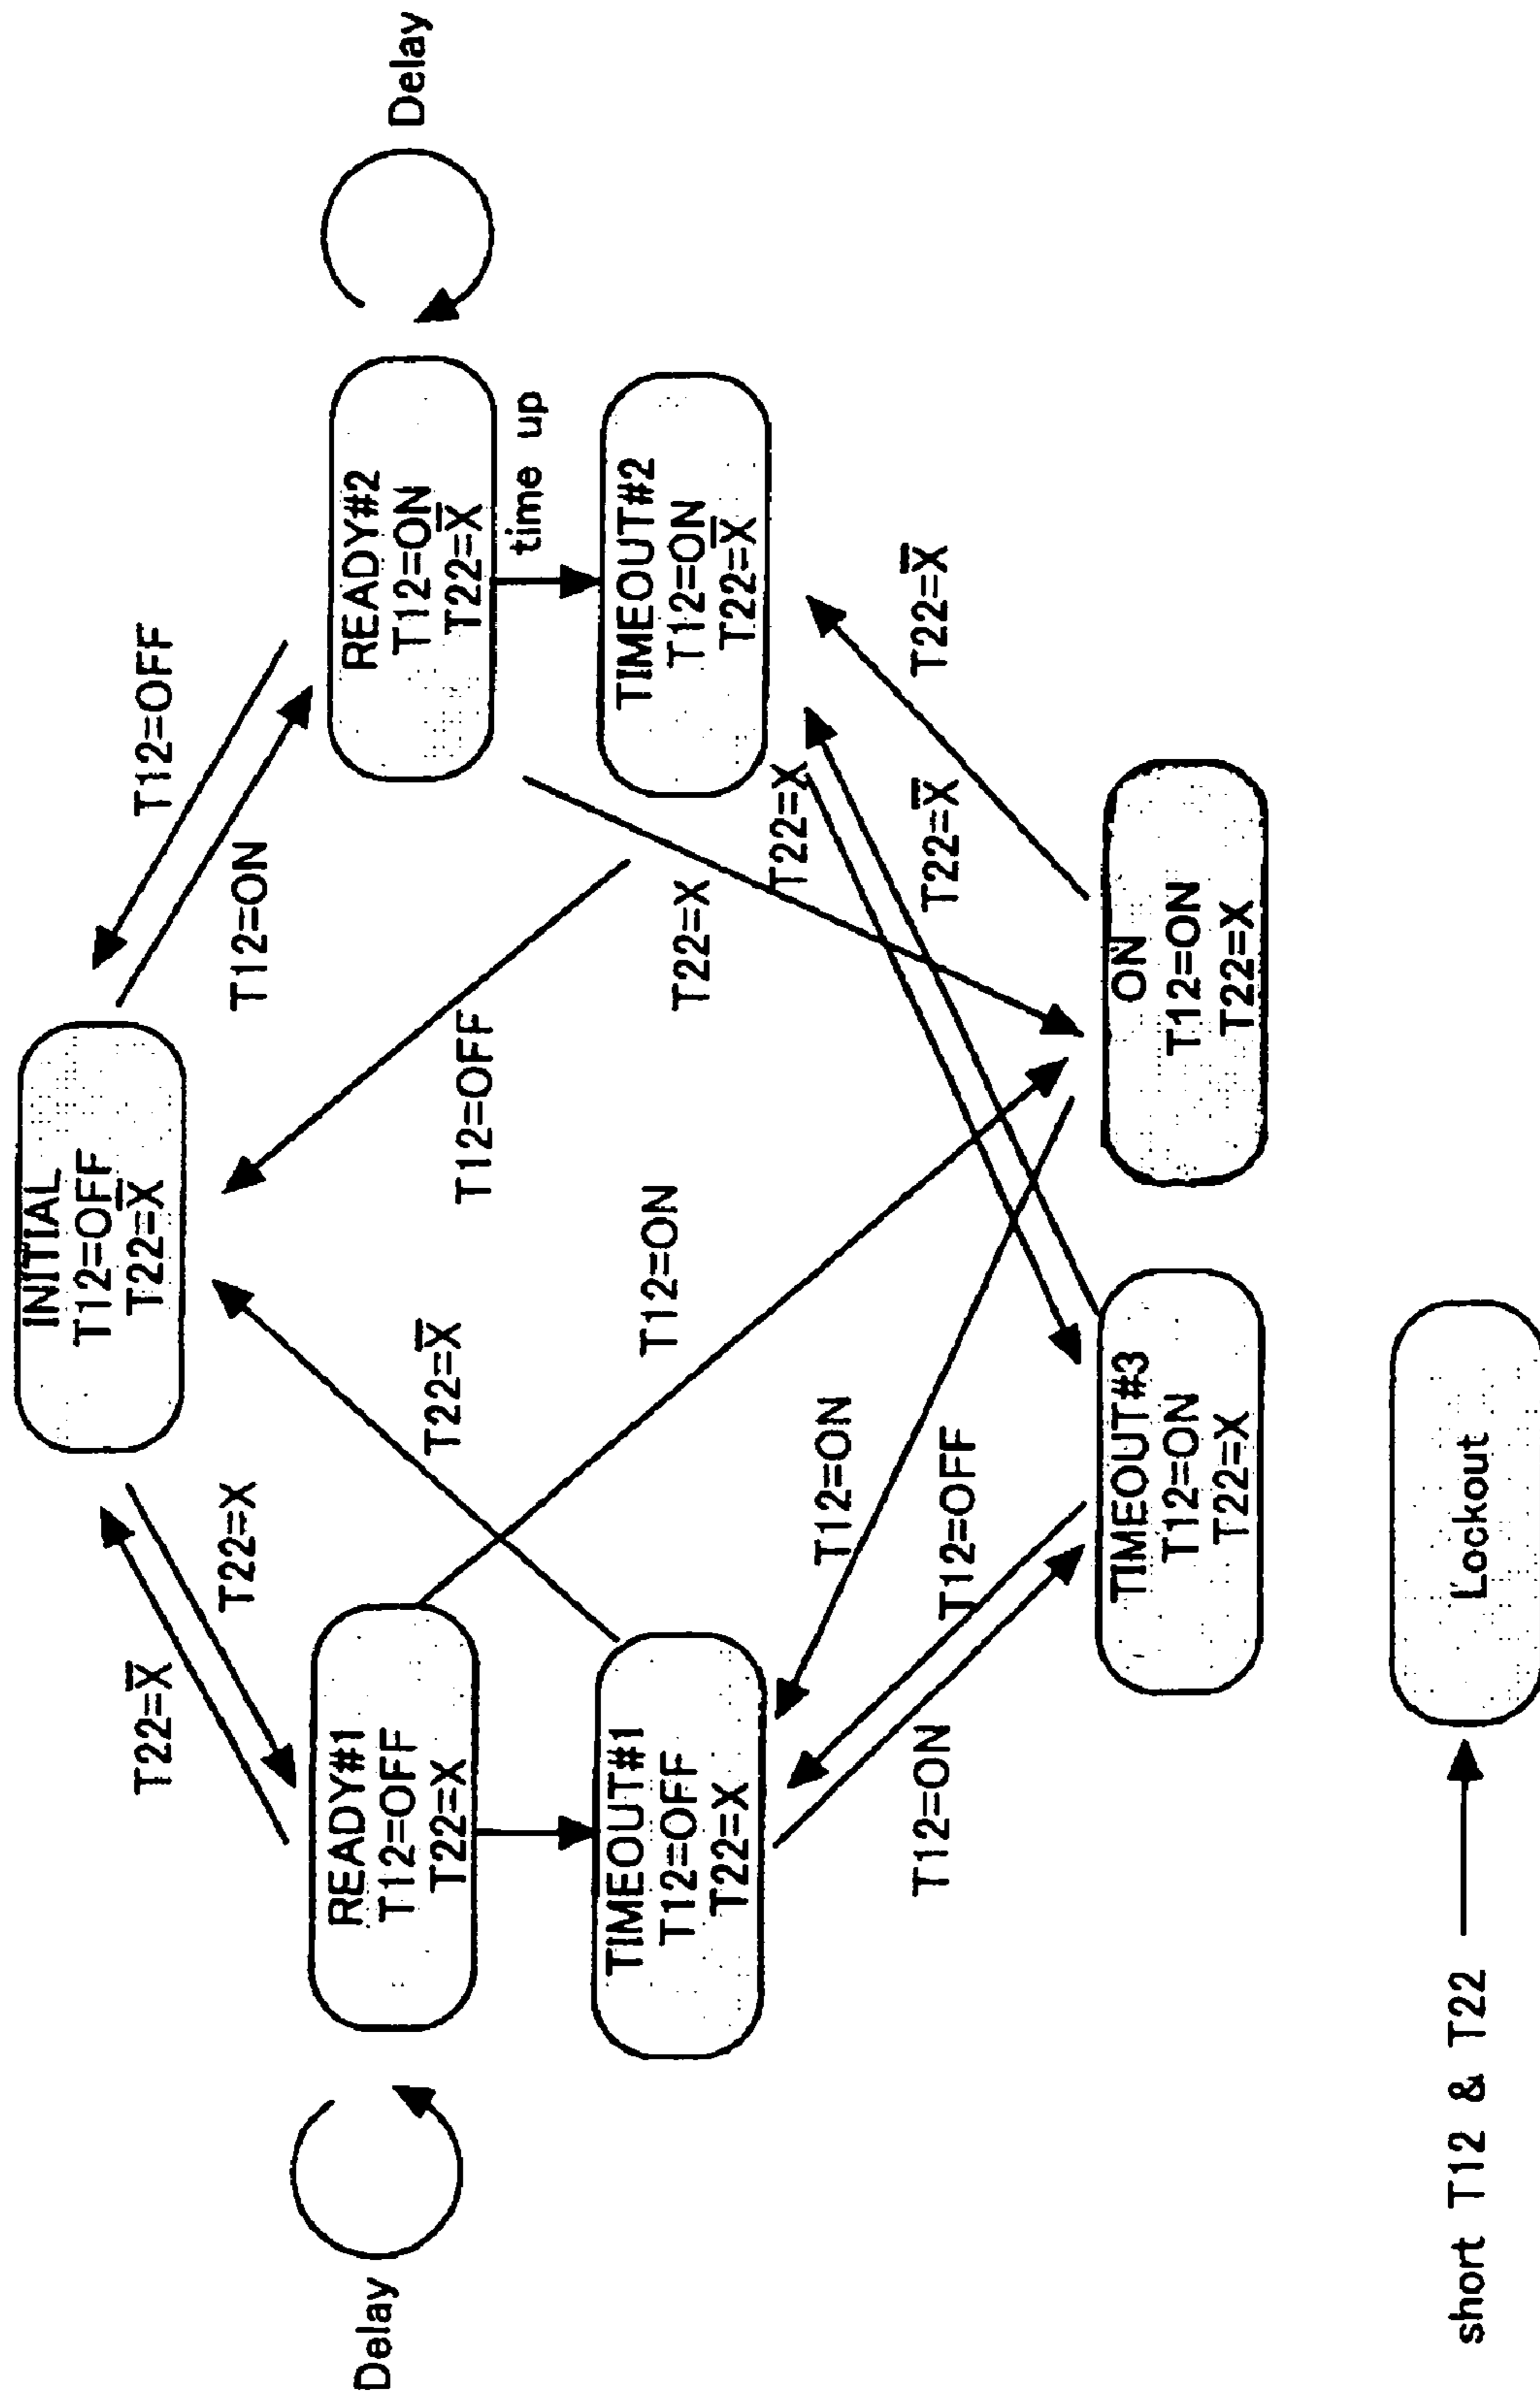 INITIAL
T12=OFF
T22=X̅
T22=X̅
T12=OFF
T22=X
T12=ON
Delay
READY#1
T12=OFF
T22=X
READY#2
T12=ON
T22=X̅
Delay
T22=X̅
T12=OFF
time up
TIMEOUT#1
T12=OFF
T22=X
T12=ON
T22=X
TIMEOUT#2
T12=ON
T22=X̅
T22=X
T12=ON
T12=ON
T12=OFF
T22=X̅
T22=X̅
TIMEOUT#3
T12=ON
T22=X
ON
T12=ON
T22=X
short T12 & T22
Lockout